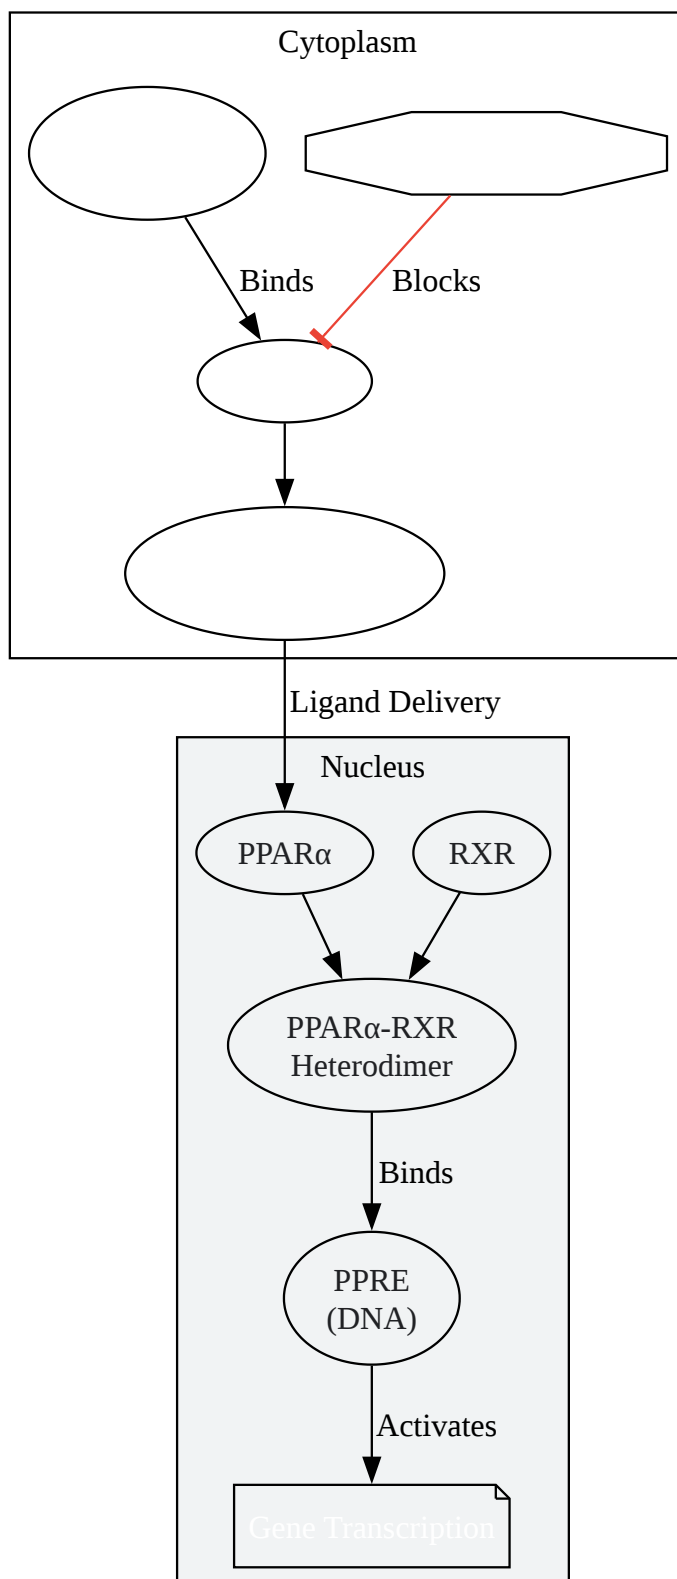 Cytoplasm
Binds
Blocks
Ligand Delivery
Nucleus
PPARα
RXR
PPARα-RXR
Heterodimer
Binds
PPRE
(DNA)
Activates
Gene Transcription